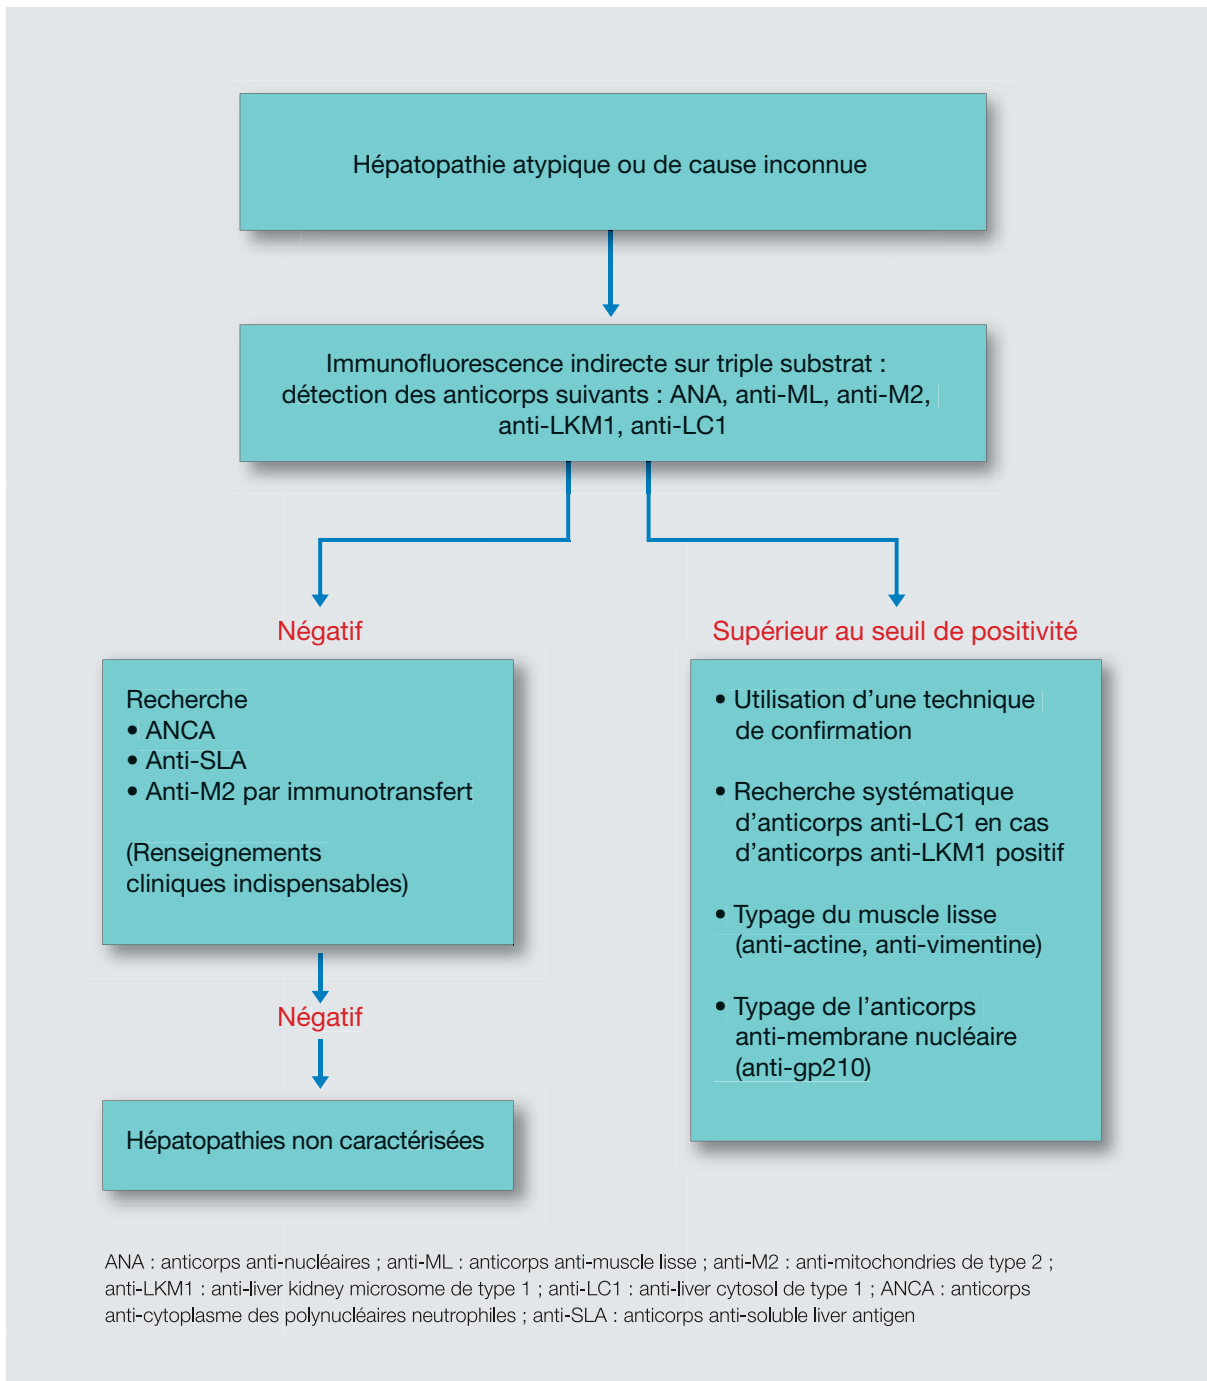 Hépatopathie atypique ou de cause inconnue
Immunofluorescence indirecte sur triple substrat :
détection des anticorps suivants : ANA, anti-ML, anti-M2,
anti-LKM1, anti-LC1
Négatif
Recherche
• ANCA
• Anti-SLA
• Anti-M2 par immunotransfert
(Renseignements
cliniques indispensables)
Négatif
Hépatopathies non caractérisées
Supérieur au seuil de positivité
• Utilisation d’une technique
de confirmation
• Recherche systématique
d’anticorps anti-LC1 en cas
d’anticorps anti-LKM1 positif
• Typage du muscle lisse
(anti-actine, anti-vimentine)
• Typage de l’anticorps
anti-membrane nucléaire
(anti-gp210)
ANA : anticorps anti-nucléaires ; anti-ML : anticorps anti-muscle lisse ; anti-M2 : anti-mitochondries de type 2 ;
anti-LKM1 : anti-liver kidney microsome de type 1 ; anti-LC1 : anti-liver cytosol de type 1 ; ANCA : anticorps
anti-cytoplasme des polynucléaires neutrophiles ; anti-SLA : anticorps anti-soluble liver antigen